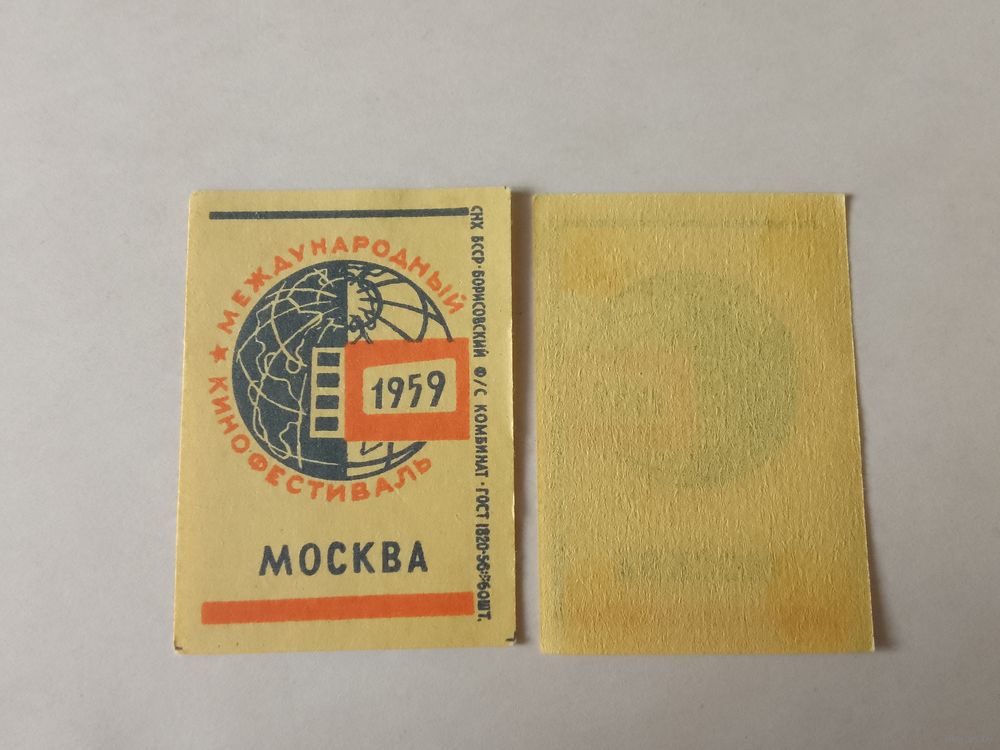 ★ МЕЖДУНАРОДНЫЙ
КИНОФЕСТИВАЛЬ
1959
МОСКВА
СНХ БССР·БОРИСОВСКИЙ Ф/С КОМБИНАТ·ГОСТ 1820-56·60ШТ.